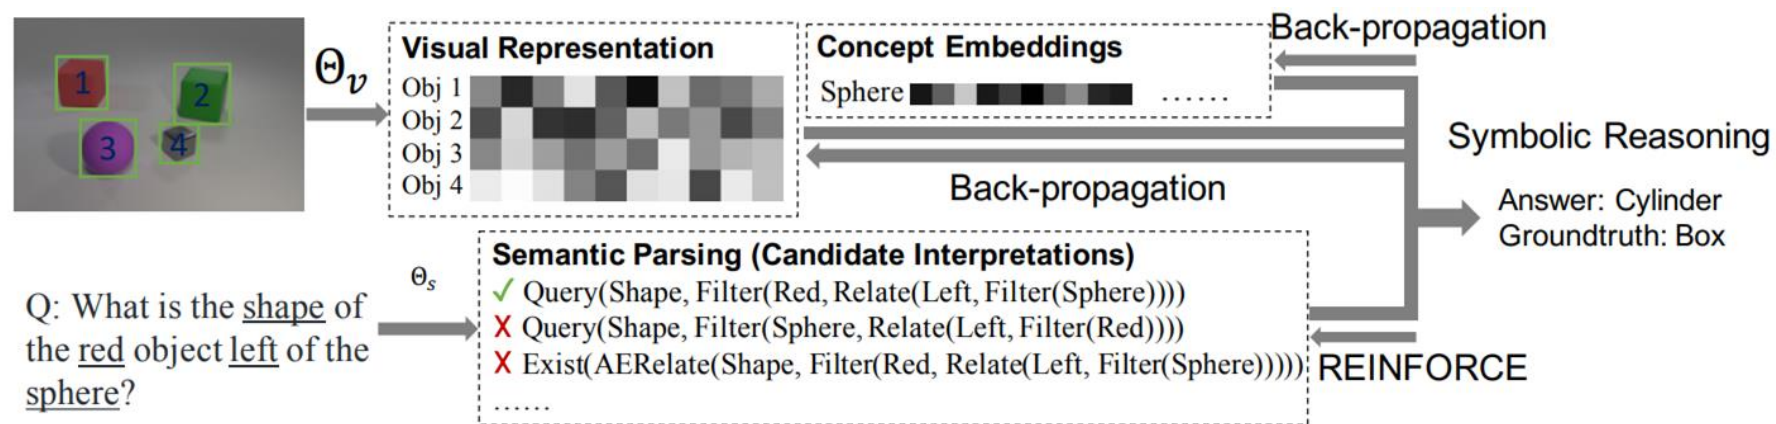 1
2
3
4
Θv
Visual Representation
Obj 1
Obj 2
Obj 3
Obj 4
Concept Embeddings
Sphere ......
Back-propagation
Back-propagation
Symbolic Reasoning
Answer: Cylinder
Groundtruth: Box
Q: What is the shape of
the red object left of the
sphere?
Θs
Semantic Parsing (Candidate Interpretations)
✓ Query(Shape, Filter(Red, Relate(Left, Filter(Sphere))))
X Query(Shape, Filter(Sphere, Relate(Left, Filter(Red))))
X Exist(AERelate(Shape, Filter(Red, Relate(Left, Filter(Sphere)))))
......
REINFORCE